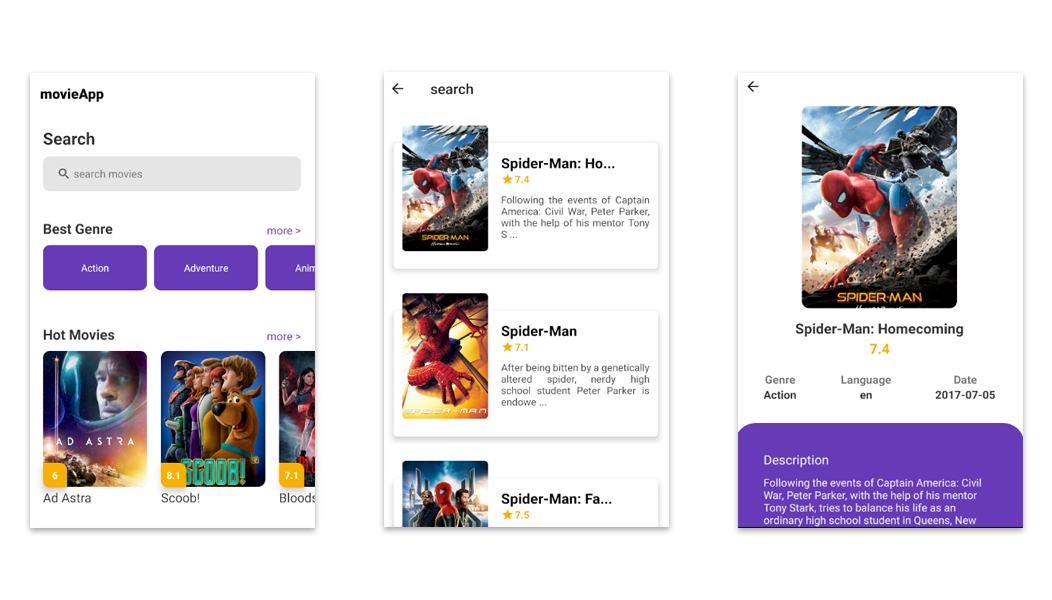 movieApp
Search
search movies
Best Genre
more >
Action
Adventure
Anim
Hot Movies
more >
AD ASTRA
SCOOB!
6
8.1
7.1
Ad Astra
Scoob!
Bloods
search
SPIDER-MAN
Spider-Man: Ho...
7.4
Following the events of Captain
America: Civil War, Peter Parker,
with the help of his mentor Tony
S ...
SPIDER-MAN
Spider-Man
7.1
After being bitten by a genetically
altered spider, nerdy high
school student Peter Parker is
endowe ...
Spider-Man: Fa...
7.5
SPIDER-MAN
Spider-Man: Homecoming
7.4
Genre
Language
Date
Action
en
2017-07-05
Description
Following the events of Captain America: Civil
War, Peter Parker, with the help of his mentor
Tony Stark, tries to balance his life as an
ordinary high school student in Queens, New